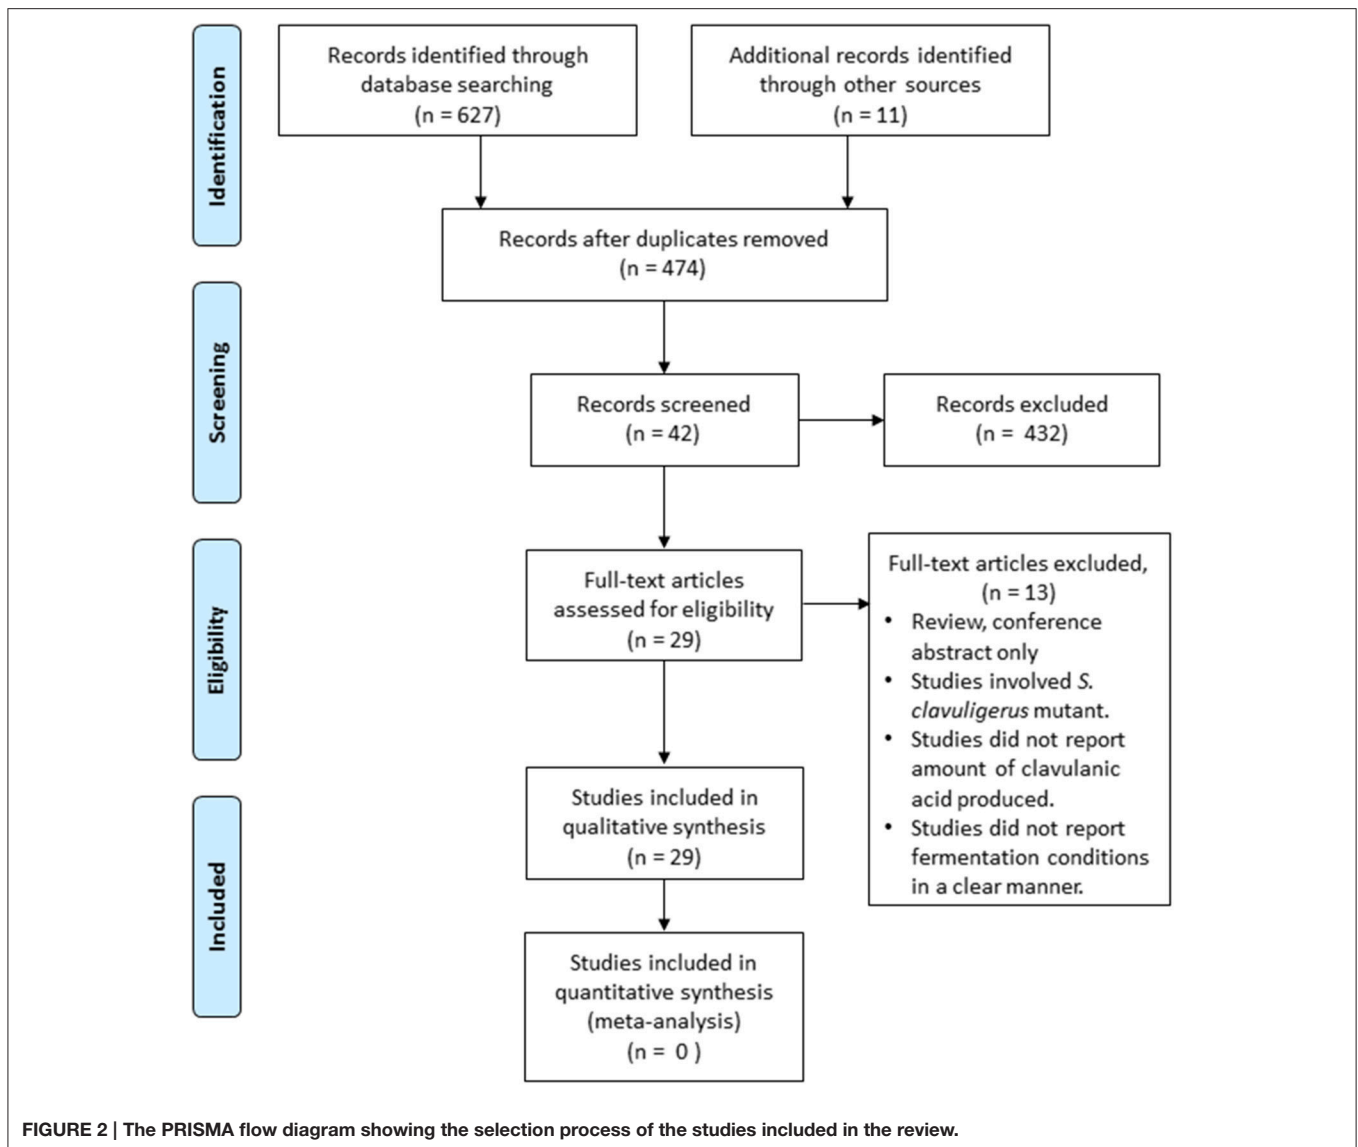 Identification
Records identified through
database searching
(n = 627)
Additional records identified
through other sources
(n = 11)
Records after duplicates removed
(n = 474)
Screening
Records screened
(n = 42)
Records excluded
(n = 432)
Eligibility
Full-text articles
assessed for eligibility
(n = 29)
Full-text articles excluded,
(n = 13)
• Review, conference
abstract only
• Studies involved S.
clavuligerus mutant.
• Studies did not report
amount of clavulanic
acid produced.
• Studies did not report
fermentation conditions
in a clear manner.
Included
Studies included in
qualitative synthesis
(n = 29)
Studies included in
quantitative synthesis
(meta-analysis)
(n = 0 )
FIGURE 2 | The PRISMA flow diagram showing the selection process of the studies included in the review.